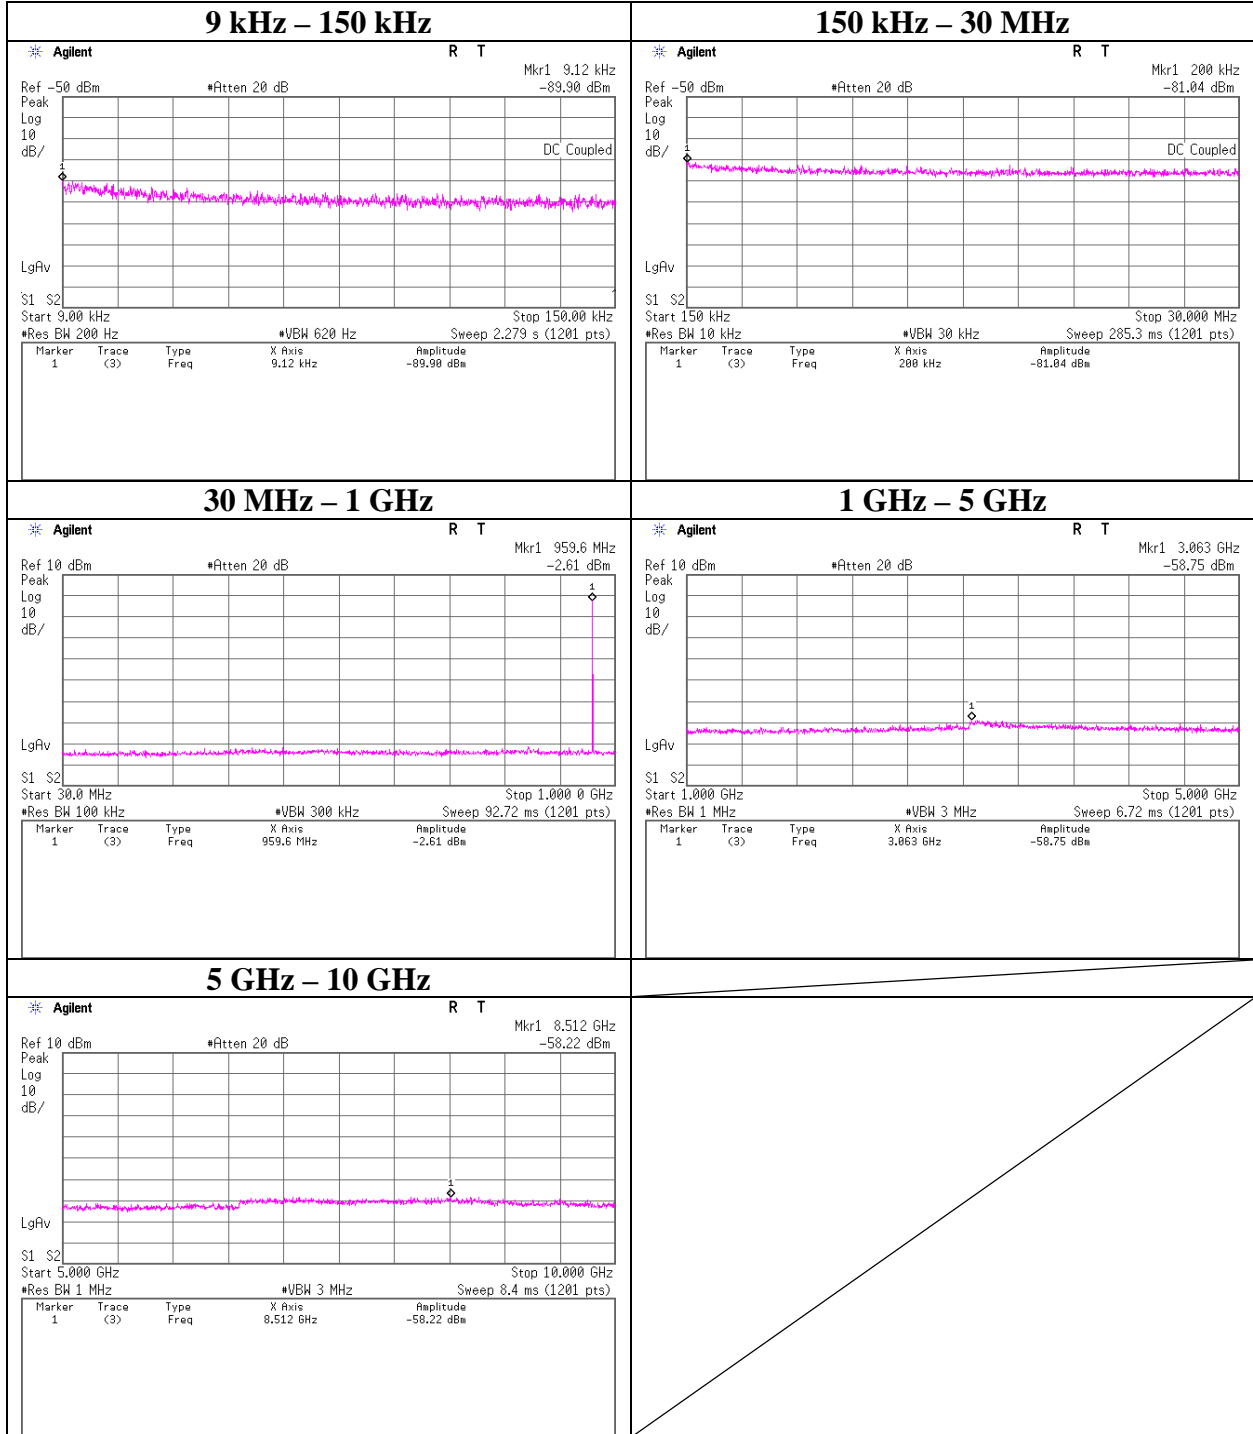 9 kHz – 150 kHz
Agilent R T
Mkr1 9.12 kHz
Ref -50 dBm #Atten 20 dB -89.90 dBm
Peak
Log
10
dB/
DC Coupled
1
LgAv
S1 S2
Start 9.00 kHz Stop 150.00 kHz
#Res BW 200 Hz #VBW 620 Hz Sweep 2.279 s (1201 pts)
Marker Trace Type X Axis Amplitude
1 (3) Freq 9.12 kHz -89.90 dBm
150 kHz – 30 MHz
Agilent R T
Mkr1 200 kHz
Ref -50 dBm #Atten 20 dB -81.04 dBm
Peak
Log
10
dB/
DC Coupled
1
LgAv
S1 S2
Start 150 kHz Stop 30.000 MHz
#Res BW 10 kHz #VBW 30 kHz Sweep 285.3 ms (1201 pts)
Marker Trace Type X Axis Amplitude
1 (3) Freq 200 kHz -81.04 dBm
30 MHz – 1 GHz
Agilent R T
Mkr1 959.6 MHz
Ref 10 dBm #Atten 20 dB -2.61 dBm
Peak
Log
10
dB/
1
LgAv
S1 S2
Start 30.0 MHz Stop 1.000 0 GHz
#Res BW 100 kHz #VBW 300 kHz Sweep 92.72 ms (1201 pts)
Marker Trace Type X Axis Amplitude
1 (3) Freq 959.6 MHz -2.61 dBm
1 GHz – 5 GHz
Agilent R T
Mkr1 3.063 GHz
Ref 10 dBm #Atten 20 dB -58.75 dBm
Peak
Log
10
dB/
1
LgAv
S1 S2
Start 1.000 GHz Stop 5.000 GHz
#Res BW 1 MHz #VBW 3 MHz Sweep 6.72 ms (1201 pts)
Marker Trace Type X Axis Amplitude
1 (3) Freq 3.063 GHz -58.75 dBm
5 GHz – 10 GHz
Agilent R T
Mkr1 8.512 GHz
Ref 10 dBm #Atten 20 dB -58.22 dBm
Peak
Log
10
dB/
1
LgAv
S1 S2
Start 5.000 GHz Stop 10.000 GHz
#Res BW 1 MHz #VBW 3 MHz Sweep 8.4 ms (1201 pts)
Marker Trace Type X Axis Amplitude
1 (3) Freq 8.512 GHz -58.22 dBm